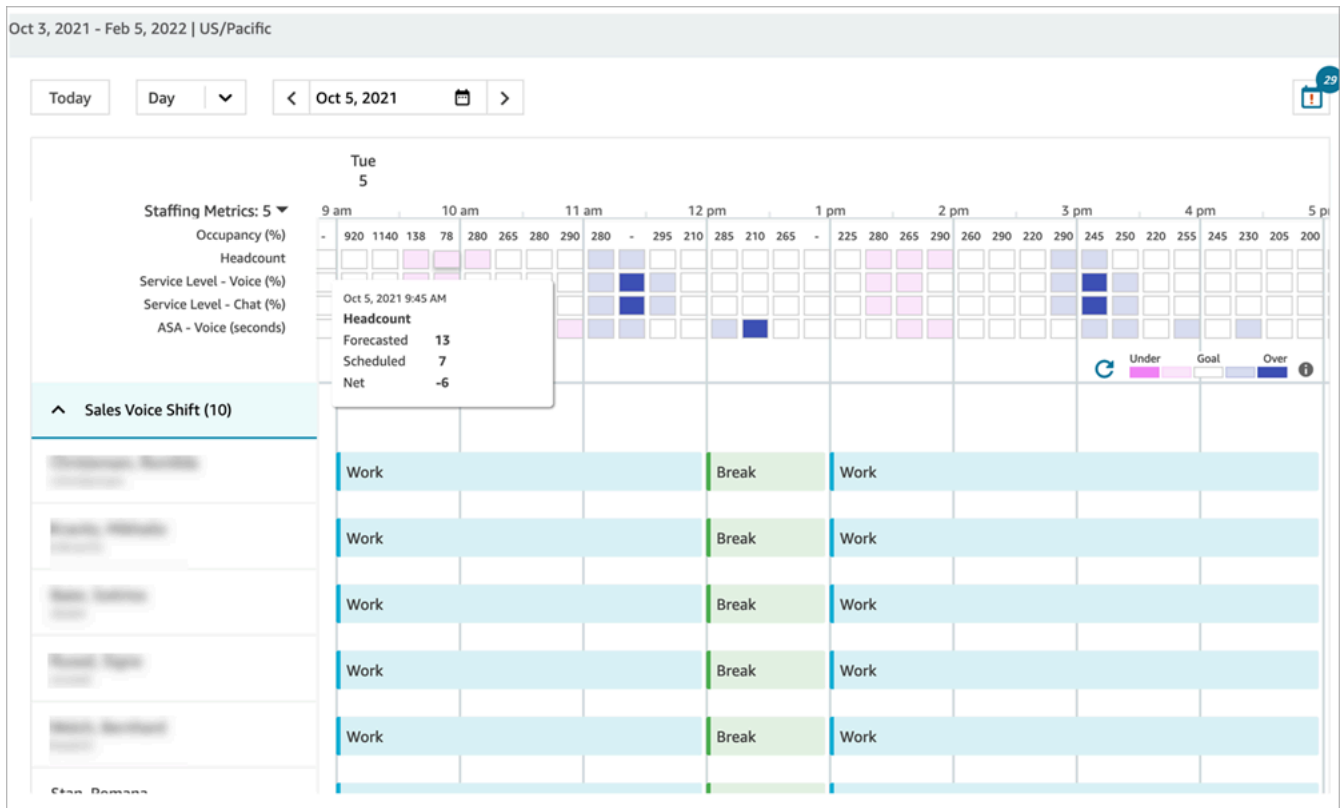 Oct 3, 2021 - Feb 5, 2022 | US/Pacific
29
Today Day Oct 5, 2021
Tue
5
Staffing Metrics: 5 9 am 10 am 11 am 12 pm 1 pm 2 pm 3 pm 4 pm 5
Occupancy (%) - 920 1140 138 78 280 265 280 290 280 - 295 210 285 210 265 - 225 280 265 290 260 290 220 290 245 250 220 255 245 230 205 200
Headcount
Service Level - Voice (%)
Service Level - Chat (%)
ASA - Voice (seconds)
Oct 5, 2021 9:45 AM
Headcount
Forecasted 13
Scheduled 7
Net -6
Under Goal Over
Sales Voice Shift (10)
Work Break Work
Work Break Work
Work Break Work
Work Break Work
Work Break Work
Stan, Romana